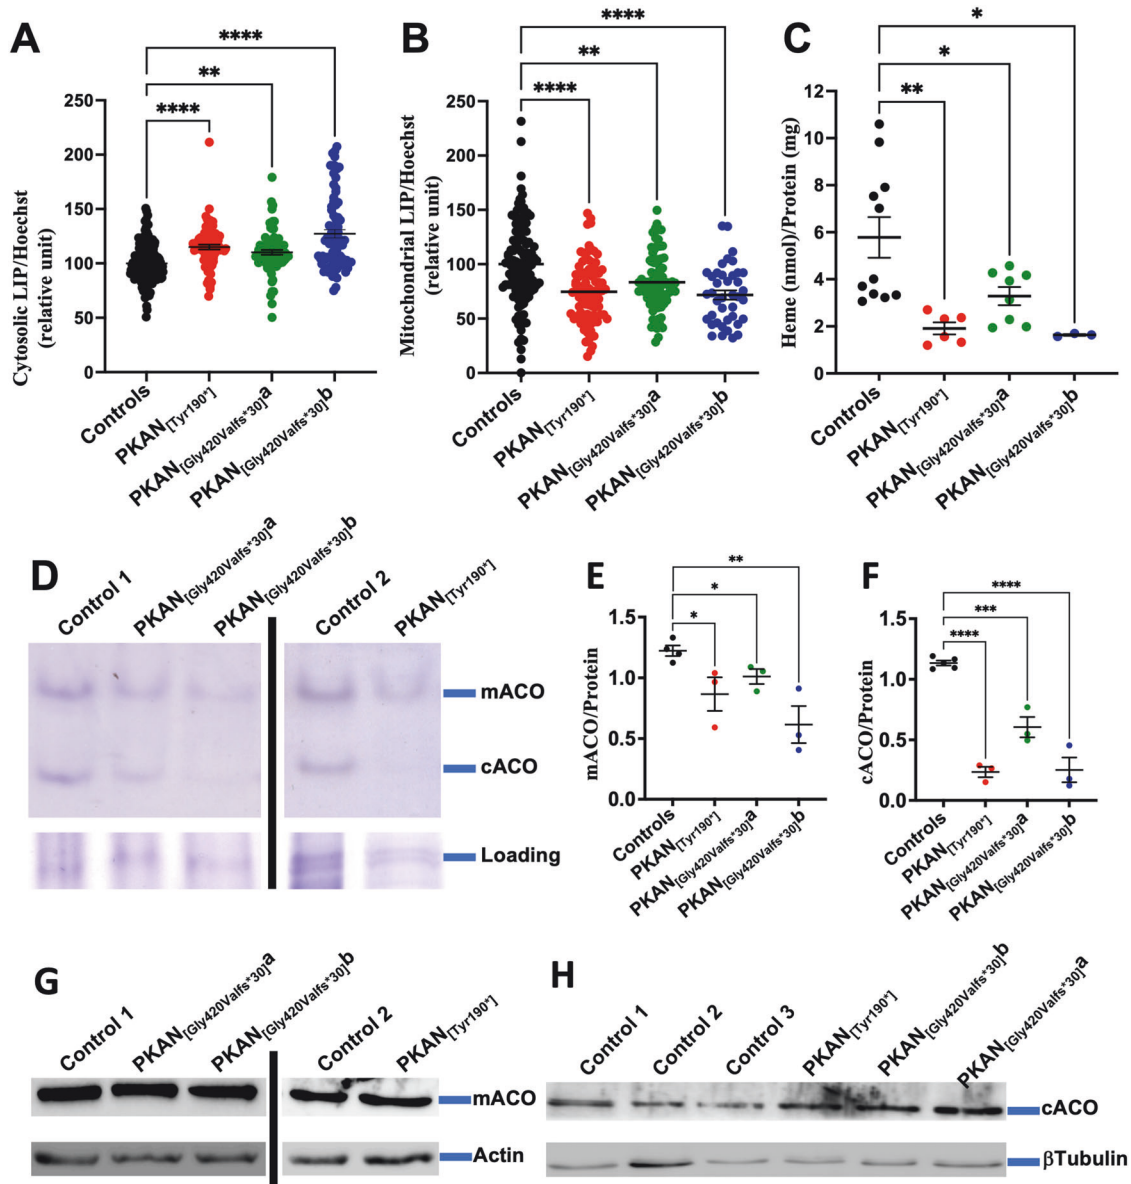 A
****
**
****
Cytosolic LIP/Hoechst
(relative unit)
250
200
150
100
50
0
Controls
PKAN[Tyr190*]
PKAN[Gly420Valfs*30]a
PKAN[Gly420Valfs*30]b
B
****
**
****
Mitochondrial LIP/Hoechst
(relative unit)
250
200
150
100
50
0
Controls
PKAN[Tyr190*]
PKAN[Gly420Valfs*30]a
PKAN[Gly420Valfs*30]b
C
*
*
**
Heme (nmol)/Protein (mg)
12
10
8
6
4
2
0
Controls
PKAN[Tyr190*]
PKAN[Gly420Valfs*30]a
PKAN[Gly420Valfs*30]b
D
Control 1
PKAN[Gly420Valfs*30]a
PKAN[Gly420Valfs*30]b
Control 2
PKAN[Tyr190*]
mACO
cACO
Loading
E
**
*
*
mACO/Protein
1.5
1.0
0.5
0.0
Controls
PKAN[Tyr190*]
PKAN[Gly420Valfs*30]a
PKAN[Gly420Valfs*30]b
F
****
***
****
cACO/Protein
1.5
1.0
0.5
0.0
Controls
PKAN[Tyr190*]
PKAN[Gly420Valfs*30]a
PKAN[Gly420Valfs*30]b
G
Control 1
PKAN[Gly420Valfs*30]a
PKAN[Gly420Valfs*30]b
Control 2
PKAN[Tyr190*]
mACO
Actin
H
Control 1
Control 2
Control 3
PKAN[Tyr190*]
PKAN[Gly420Valfs*30]b
PKAN[Gly420Valfs*30]a
cACO
βTubulin